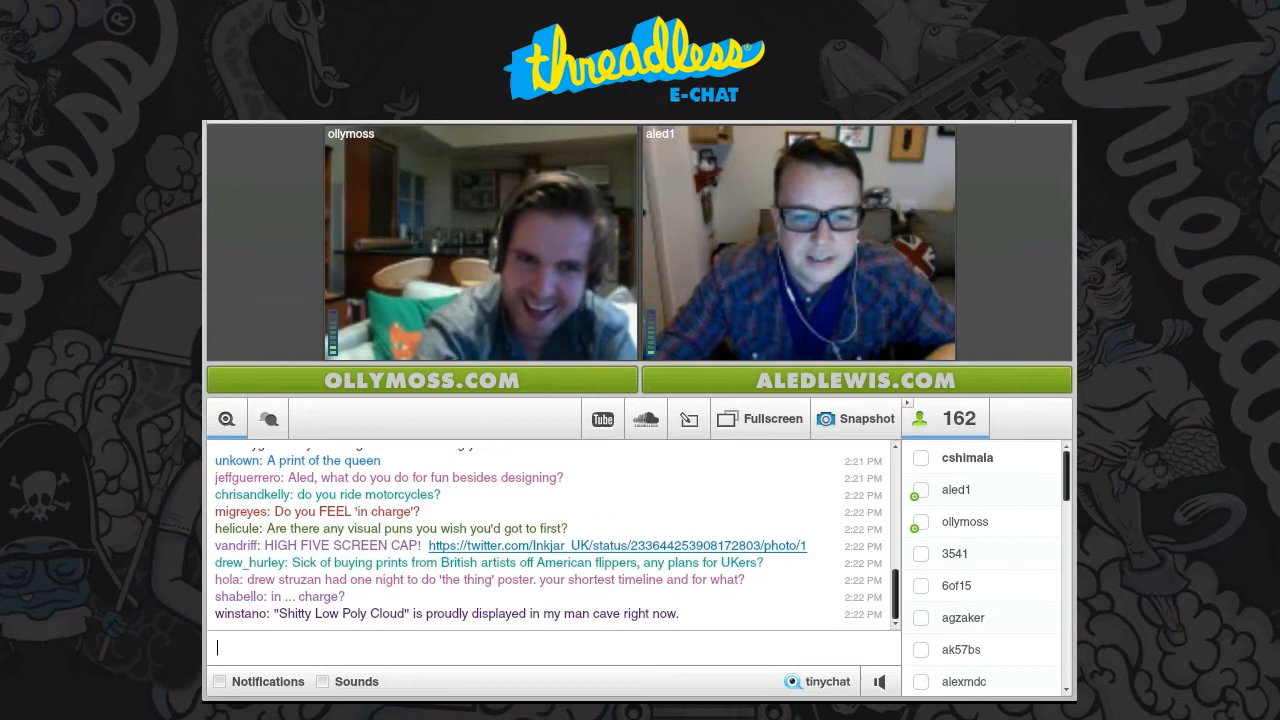 threadless
E-CHAT
ollymoss
aled1
OLLYMOSS.COM
ALEDLEWIS.COM
Tube
Fullscreen
Snapshot
162
unkown: A print of the queen 2:21 PM
jeffguerrero: Aled, what do you do for fun besides designing? 2:21 PM
chrisandkelly: do you ride motorcycles? 2:22 PM
migreyes: Do you FEEL 'in charge'? 2:22 PM
helicule: Are there any visual puns you wish you'd got to first? 2:22 PM
vandriff: HIGH FIVE SCREEN CAP! https://twitter.com/Inkjar_UK/status/233644253908172803/photo/1 2:22 PM
drew_hurley: Sick of buying prints from British artists off American flippers, any plans for UKers? 2:22 PM
hola: drew struzan had one night to do 'the thing' poster. your shortest timeline and for what? 2:22 PM
shabello: in ... charge? 2:22 PM
winstano: "Shitty Low Poly Cloud" is proudly displayed in my man cave right now. 2:22 PM
cshimala
aled1
ollymoss
3541
6of15
agzaker
ak57bs
alexmdc
Notifications
Sounds
tinychat